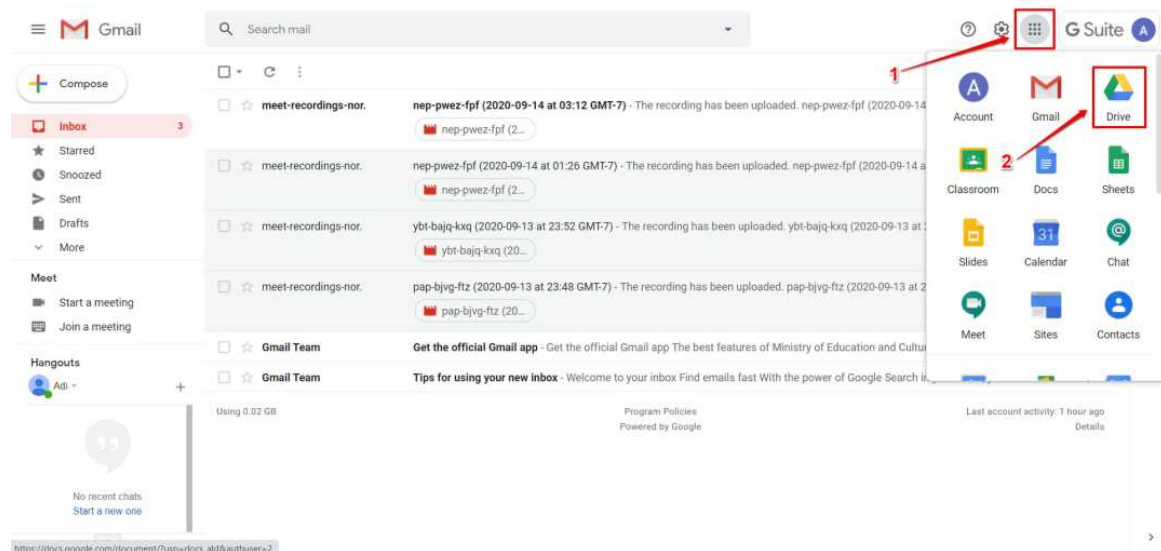 Gmail
Search mail
G Suite A
1
Compose
Inbox 3
Starred
Snoozed
Sent
Drafts
More
Meet
Start a meeting
Join a meeting
Hangouts
Adi
No recent chats
Start a new one
meet-recordings-nor. nep-pwez-fpf (2020-09-14 at 03:12 GMT-7) - The recording has been uploaded. nep-pwez-fpf (2020-09-14
nep-pwez-fpf (2...
meet-recordings-nor. nep-pwez-fpf (2020-09-14 at 01:26 GMT-7) - The recording has been uploaded. nep-pwez-fpf (2020-09-14 a
nep-pwez-fpf (2...
meet-recordings-nor. ybt-bajq-kxq (2020-09-13 at 23:52 GMT-7) - The recording has been uploaded. ybt-bajq-kxq (2020-09-13 at
ybt-bajq-kxq (20...
meet-recordings-nor. pap-bjvg-ftz (2020-09-13 at 23:48 GMT-7) - The recording has been uploaded. pap-bjvg-ftz (2020-09-13 at 2
pap-bjvg-ftz (20...
Gmail Team Get the official Gmail app - Get the official Gmail app The best features of Ministry of Education and Cultu
Gmail Team Tips for using your new inbox - Welcome to your inbox Find emails fast With the power of Google Search in
Using 0.02 GB
Program Policies
Powered by Google
Last account activity: 1 hour ago
Details
A
Account Gmail Drive
2
Classroom Docs Sheets
31
Slides Calendar Chat
Meet Sites Contacts
https://docs.google.com/document/?usp=docs_ald&authuser=2